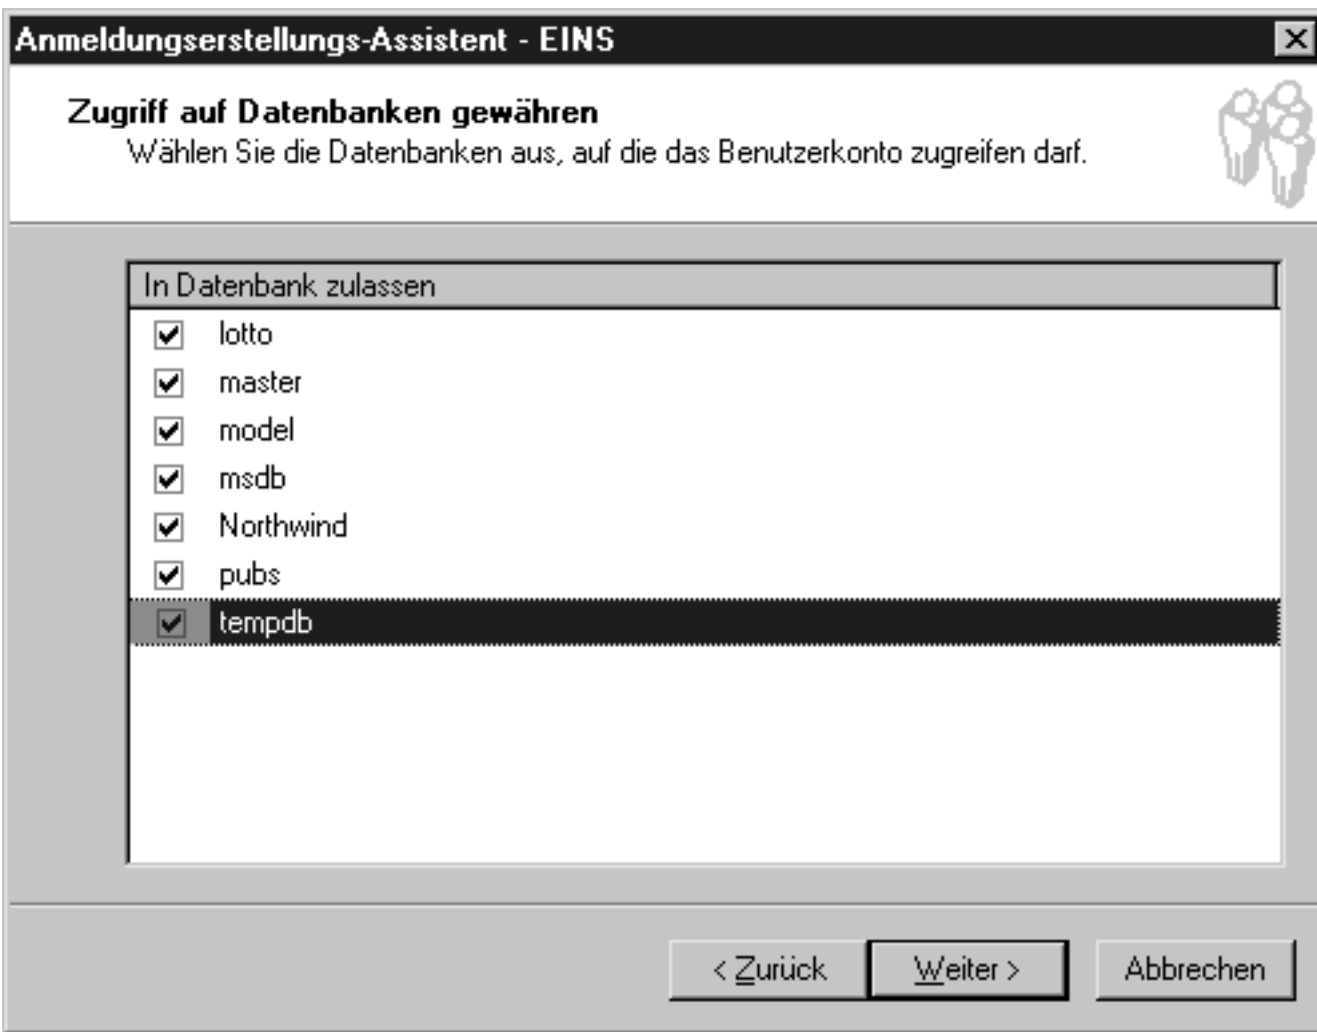 Anmeldungserstellungs-Assistent - EINS
Zugriff auf Datenbanken gewähren
Wählen Sie die Datenbanken aus, auf die das Benutzerkonto zugreifen darf.
In Datenbank zulassen
lotto
master
model
msdb
Northwind
pubs
tempdb
< Zurück
Weiter >
Abbrechen